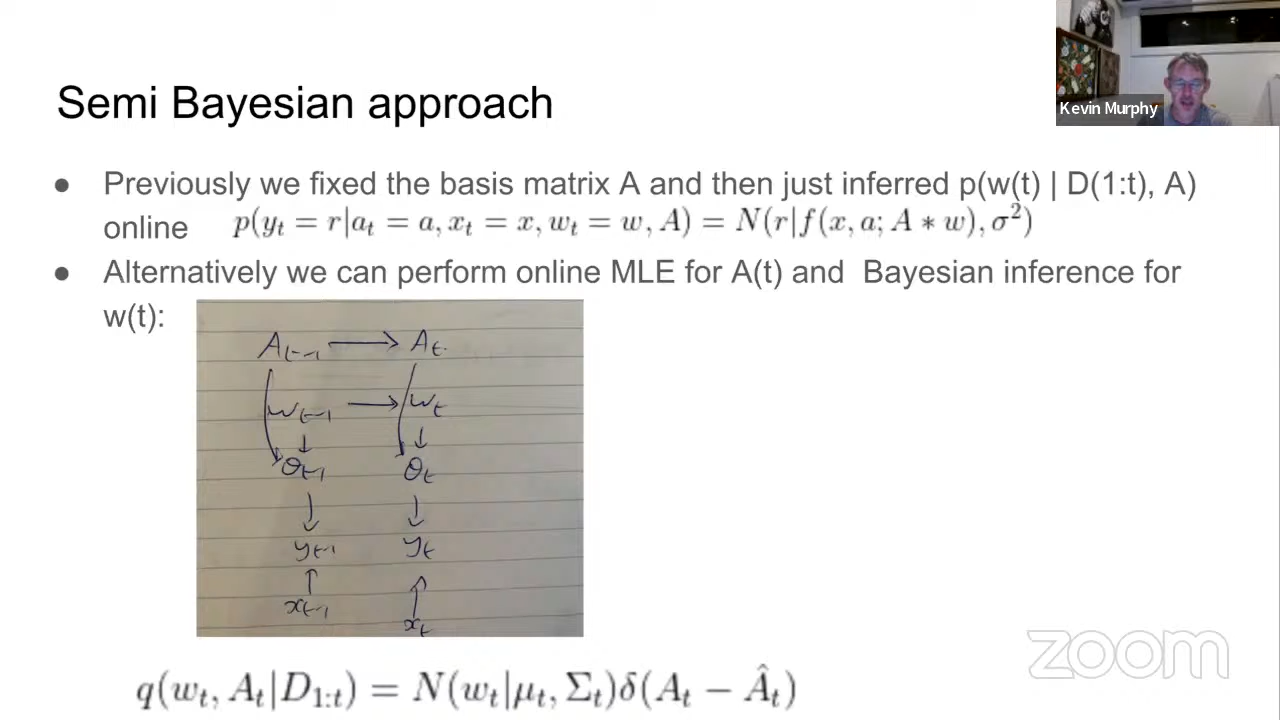 Kevin Murphy
Semi Bayesian approach
● Previously we fixed the basis matrix A and then just inferred p(w(t) | D(1:t), A)
online p(y_t = r|a_t = a, x_t = x, w_t = w, A) = N(r|f(x, a; A * w), σ²)
● Alternatively we can perform online MLE for A(t) and Bayesian inference for
w(t):
A_{t-1} → A_t
w_{t-1} → w_t
θ_{t-1} θ_t
y_{t-1} y_t
x_{t-1} x_t
zoom
q(w_t, A_t|D_{1:t}) = N(w_t|μ_t, Σ_t)δ(A_t − Â_t)